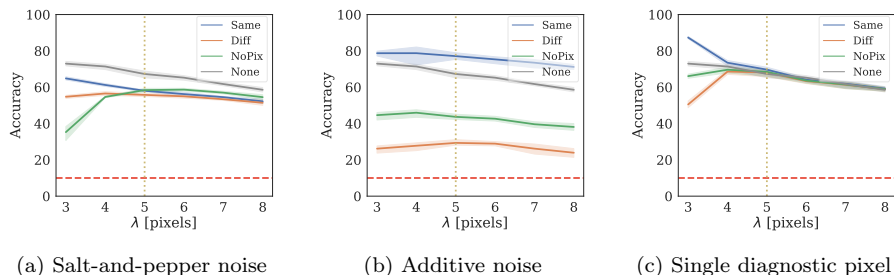 100
80
60
40
20
0
Accuracy
3 4 5 6 7 8
λ [pixels]
Same
Diff
NoPix
None
(a) Salt-and-pepper noise
100
80
60
40
20
0
Accuracy
3 4 5 6 7 8
λ [pixels]
Same
Diff
NoPix
None
(b) Additive noise
100
80
60
40
20
0
Accuracy
3 4 5 6 7 8
λ [pixels]
Same
Diff
NoPix
None
(c) Single diagnostic pixel